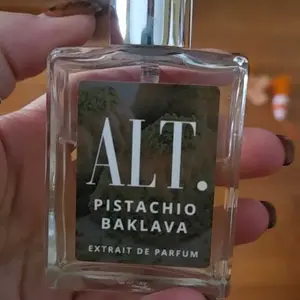 ALT.
PISTACHIO
BAKLAVA
EXTRAIT DE PARFUM